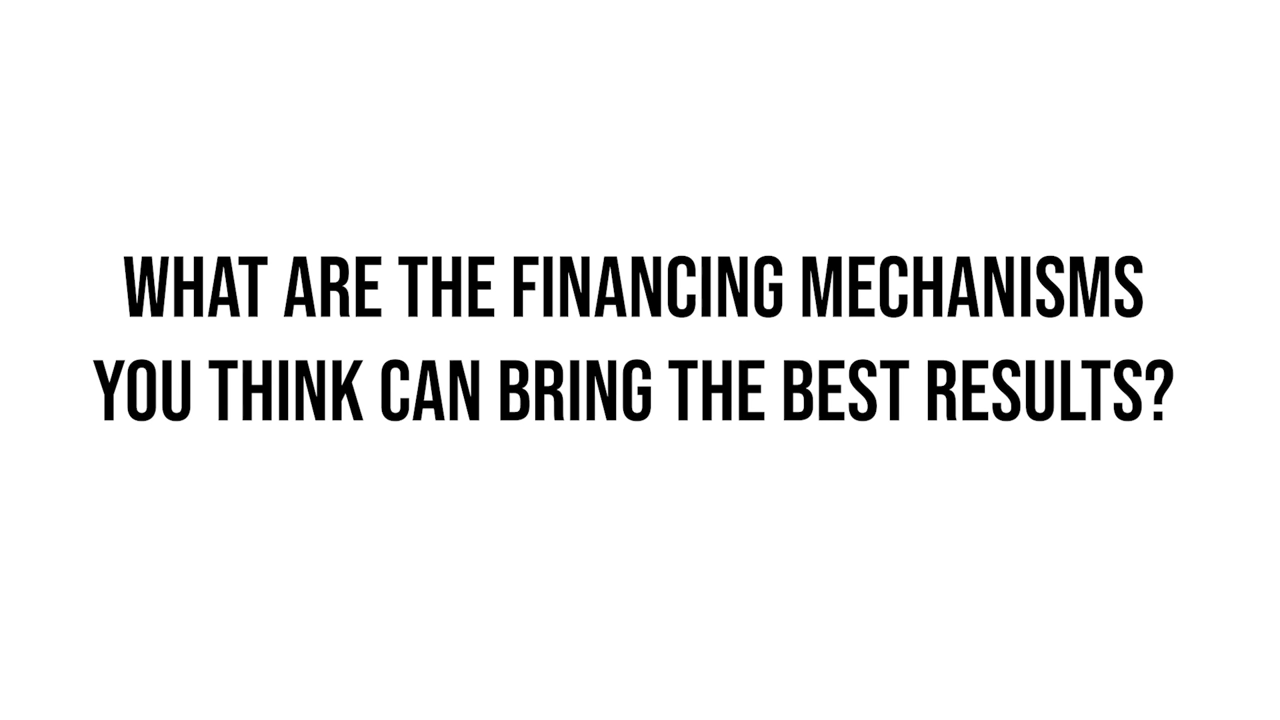 WHAT ARE THE FINANCING MECHANISMS
YOU THINK CAN BRING THE BEST RESULTS?